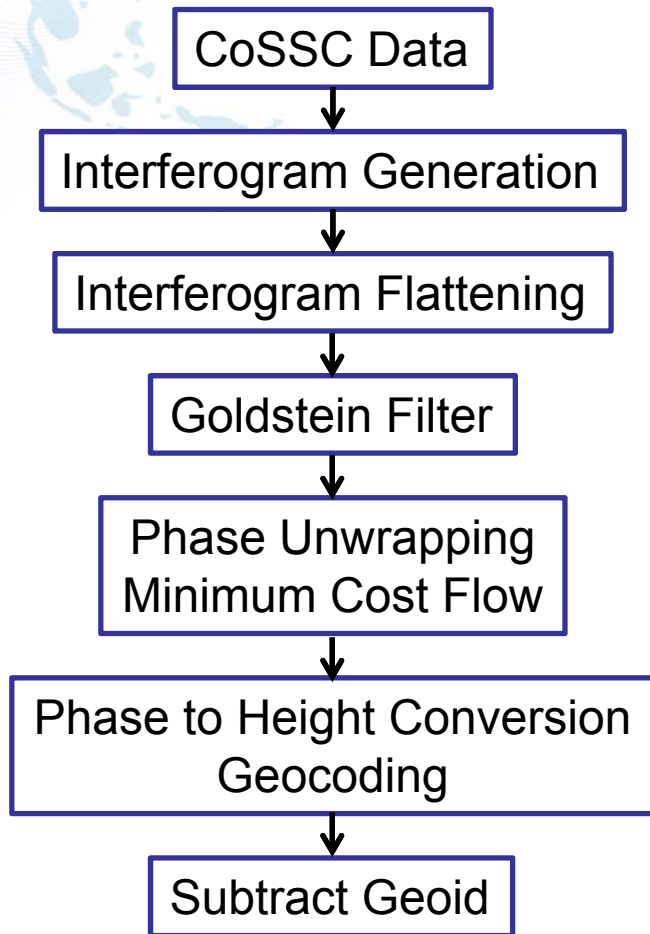 CoSSC Data
Interferogram Generation
Interferogram Flattening
Goldstein Filter
Phase Unwrapping
Minimum Cost Flow
Phase to Height Conversion
Geocoding
Subtract Geoid